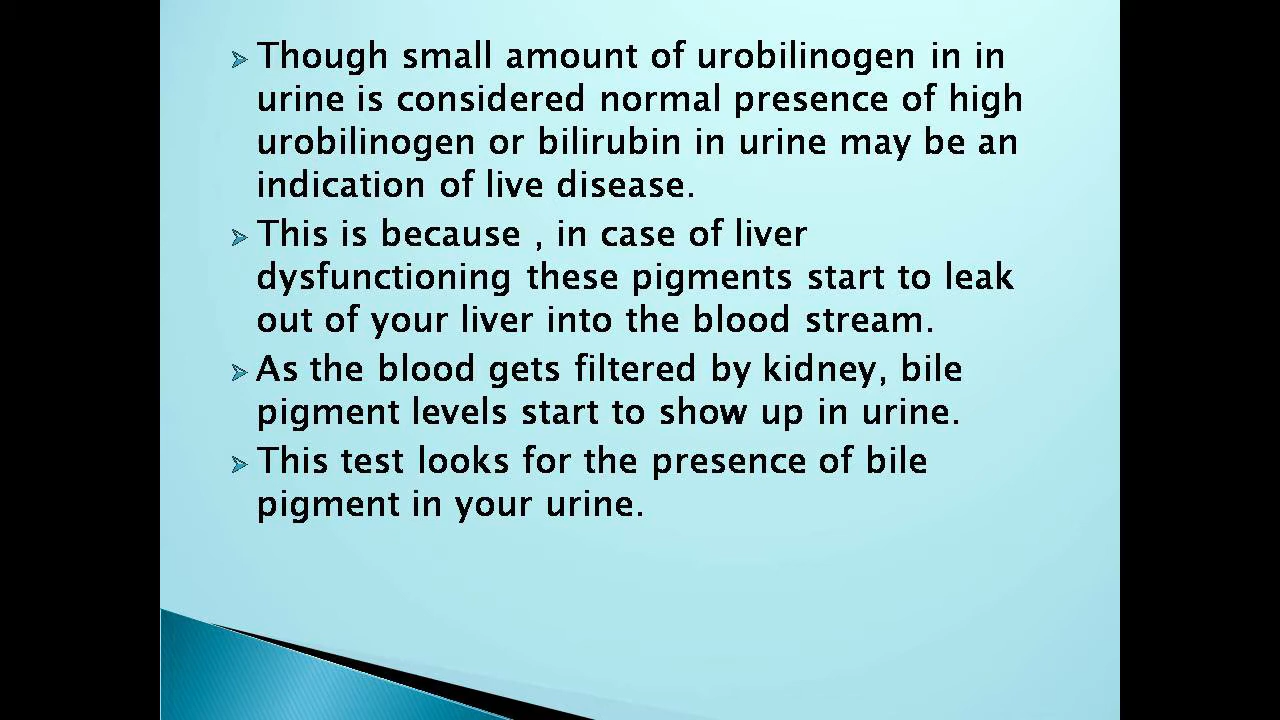 Though small amount of urobilinogen in in
urine is considered normal presence of high
urobilinogen or bilirubin in urine may be an
indication of live disease.
This is because , in case of liver
dysfunctioning these pigments start to leak
out of your liver into the blood stream.
As the blood gets filtered by kidney, bile
pigment levels start to show up in urine.
This test looks for the presence of bile
pigment in your urine.